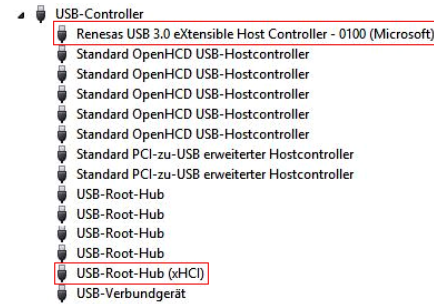 USB-Controller
Renesas USB 3.0 eXtensible Host Controller - 0100 (Microsoft)
Standard OpenHCD USB-Hostcontroller
Standard OpenHCD USB-Hostcontroller
Standard OpenHCD USB-Hostcontroller
Standard OpenHCD USB-Hostcontroller
Standard OpenHCD USB-Hostcontroller
Standard PCI-zu-USB erweiterter Hostcontroller
Standard PCI-zu-USB erweiterter Hostcontroller
USB-Root-Hub
USB-Root-Hub
USB-Root-Hub
USB-Root-Hub
USB-Root-Hub (xHCI)
USB-Verbundgerät